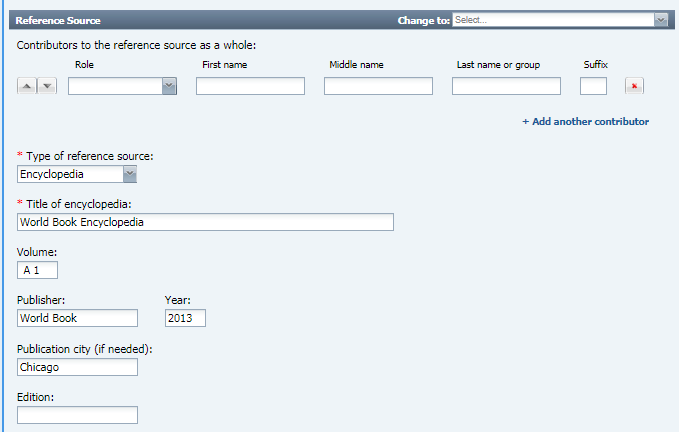 Reference Source Change to: Select...
Contributors to the reference source as a whole:
Role First name Middle name Last name or group Suffix
+ Add another contributor
* Type of reference source:
Encyclopedia
* Title of encyclopedia:
World Book Encyclopedia
Volume:
A 1
Publisher: Year:
World Book 2013
Publication city (if needed):
Chicago
Edition: